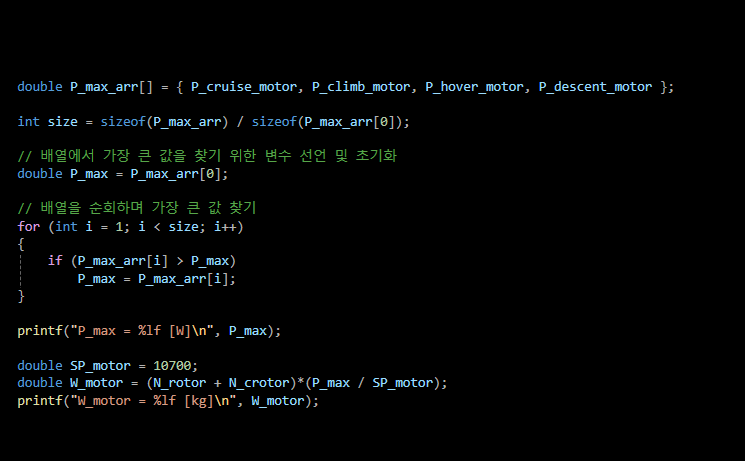 double P_max_arr[] = { P_cruise_motor, P_climb_motor, P_hover_motor, P_descent_motor };
int size = sizeof(P_max_arr) / sizeof(P_max_arr[0]);
// 배열에서 가장 큰 값을 찾기 위한 변수 선언 및 초기화
double P_max = P_max_arr[0];
// 배열을 순회하며 가장 큰 값 찾기
for (int i = 1; i < size; i++)
{
    if (P_max_arr[i] > P_max)
        P_max = P_max_arr[i];
}
printf("P_max = %lf [W]\n", P_max);
double SP_motor = 10700;
double W_motor = (N_rotor + N_crotor)*(P_max / SP_motor);
printf("W_motor = %lf [kg]\n", W_motor);